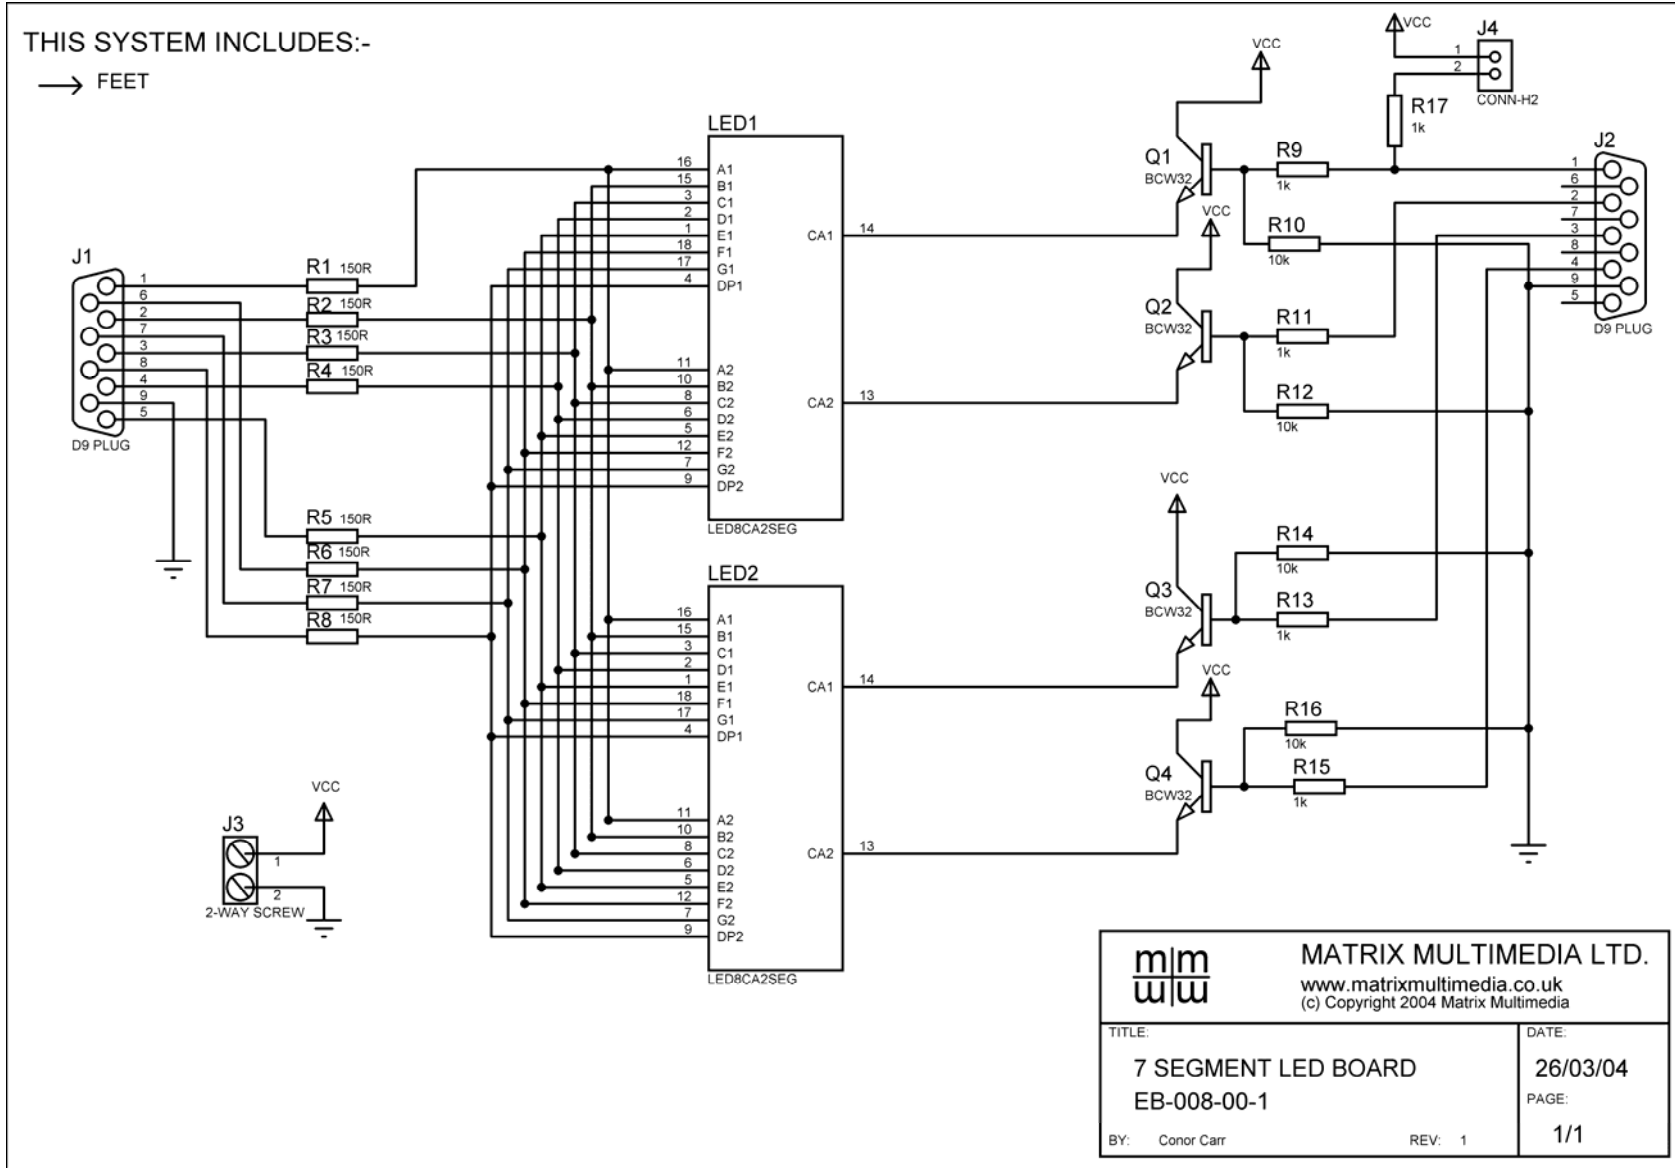 THIS SYSTEM INCLUDES:-
FEET
J1
1
6
2
7
3
8
4
9
5
D9 PLUG
R1 150R
R2 150R
R3 150R
R4 150R
R5 150R
R6 150R
R7 150R
R8 150R
LED1
16 A1
15 B1
3 C1
2 D1
1 E1
18 F1
17 G1
4 DP1
11 A2
10 B2
8 C2
6 D2
5 E2
12 F2
7 G2
9 DP2
CA1 14
CA2 13
LED8CA2SEG
LED2
16 A1
15 B1
3 C1
2 D1
1 E1
18 F1
17 G1
4 DP1
11 A2
10 B2
8 C2
6 D2
5 E2
12 F2
7 G2
9 DP2
CA1 14
CA2 13
LED8CA2SEG
VCC
Q1
BCW32
VCC
Q2
BCW32
VCC
Q3
BCW32
VCC
Q4
BCW32
R9
1k
R10
10k
R11
1k
R12
10k
R14
10k
R13
1k
R16
10k
R15
1k
VCC
J4
1
2
CONN-H2
R17
1k
J2
1
6
2
7
3
8
4
9
5
D9 PLUG
VCC
J3
1
2
2-WAY SCREW
m m
m m
MATRIX MULTIMEDIA LTD.
www.matrixmultimedia.co.uk
(c) Copyright 2004 Matrix Multimedia
TITLE:
7 SEGMENT LED BOARD
EB-008-00-1
BY: Conor Carr REV: 1
DATE:
26/03/04
PAGE:
1/1